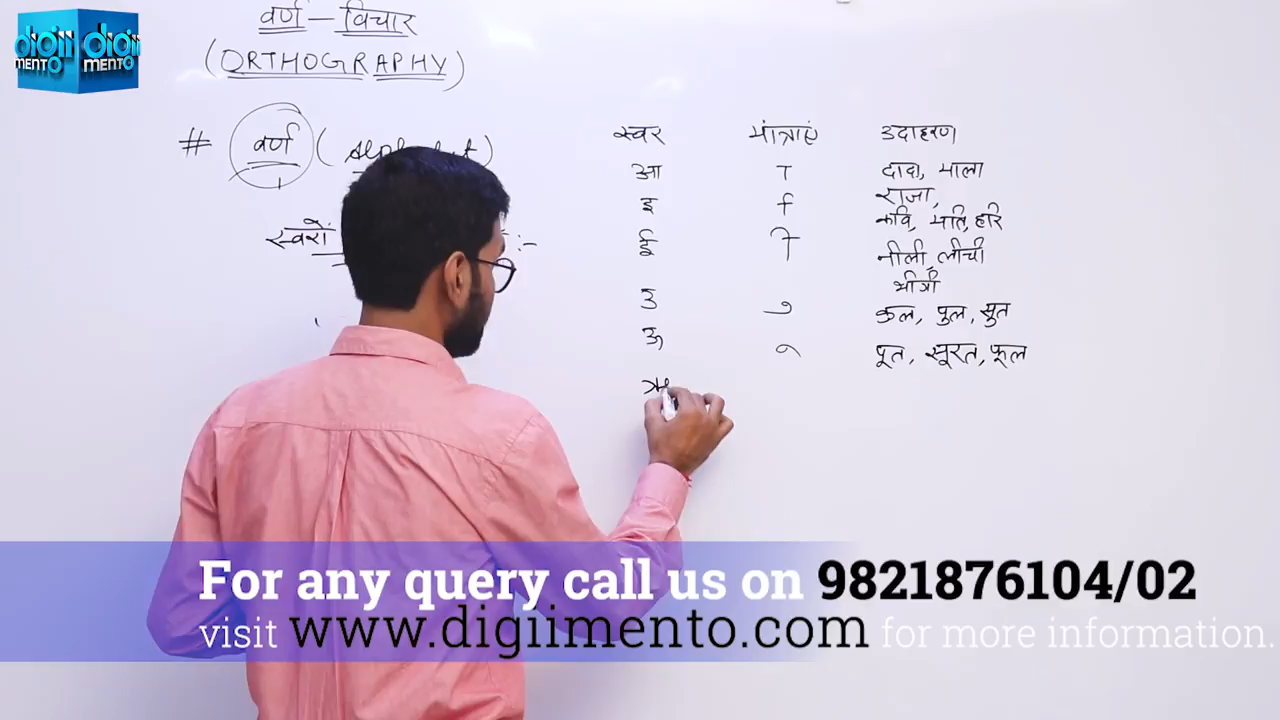 digii digii
MENTO MENTO
वर्ण – विचार
(ORTHOGRAPHY)
# वर्ण (
स्वरों :-
स्वर मांत्राएं उदाहरण
आ ा दादा, माला
राजा,
इ ि कवि, मति, हरि
ई ी नीली, लीची
उ ु कुल, पुल, सुत
ऊ ू पूत, सूरत, फूल
For any query call us on 9821876104/02
visit www.digiimento.com for more information.